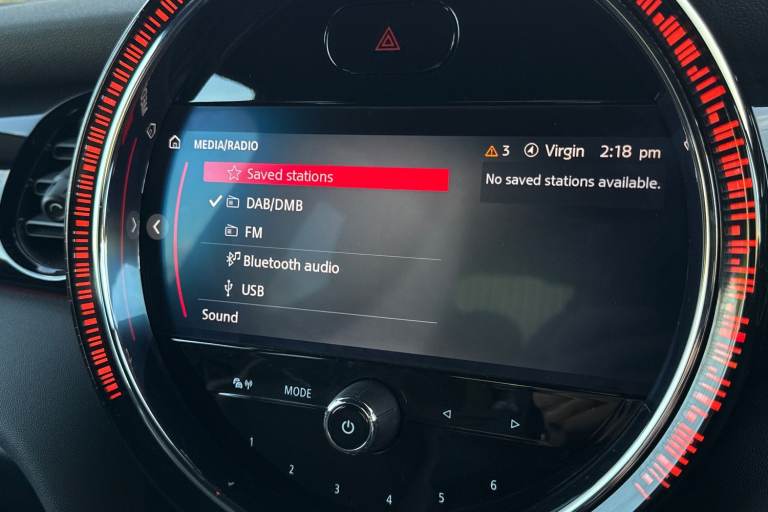 MEDIA/RADIO
3 Virgin 2:18 pm
Saved stations
No saved stations available.
DAB/DMB
FM
Bluetooth audio
USB
Sound
MODE
1
2
3
4
5
6